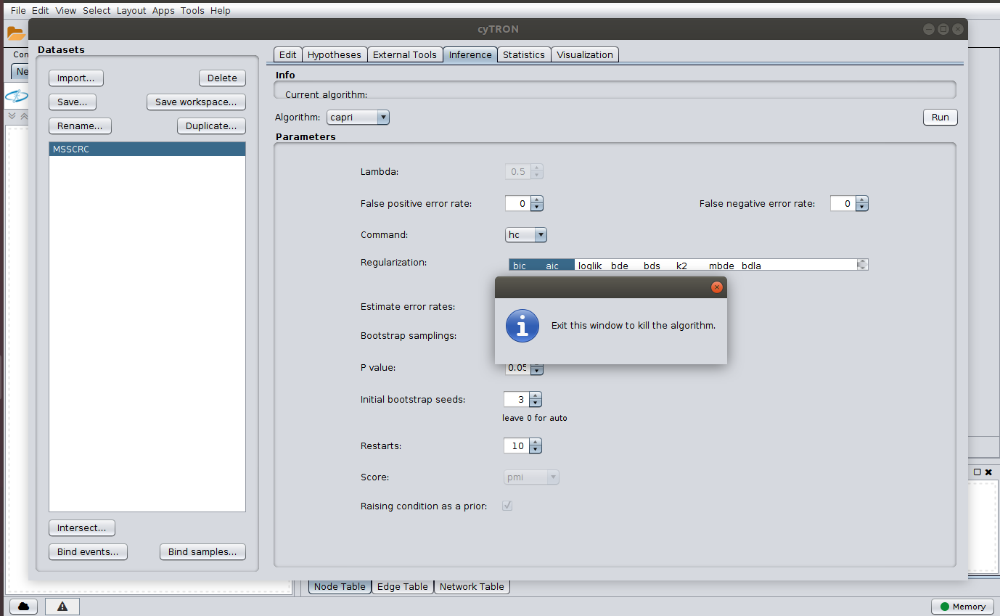 File Edit View Select Layout Apps Tools Help
cyTRON
Con
Ne
Datasets
Import... Delete
Save... Save workspace...
Rename... Duplicate...
MSSCRC
Intersect...
Bind events... Bind samples...
Edit Hypotheses External Tools Inference Statistics Visualization
Info
Current algorithm:
Algorithm: capri Run
Parameters
Lambda: 0.5
False positive error rate: 0 False negative error rate: 0
Command: hc
Regularization: bic aic loglik bde bds k2 mbde bdla
Exit this window to kill the algorithm.
Estimate error rates:
Bootstrap samplings:
P value: 0.05
Initial bootstrap seeds: 3
leave 0 for auto
Restarts: 10
Score: pmi
Raising condition as a prior:
Node Table Edge Table Network Table
Memory